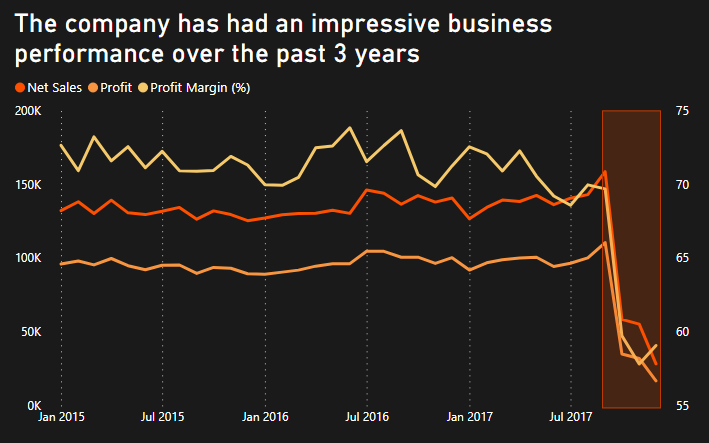 The company has had an impressive business
performance over the past 3 years
Net Sales Profit Profit Margin (%)
200K 75
150K 70
100K 65
50K 60
0K 55
Jan 2015 Jul 2015 Jan 2016 Jul 2016 Jan 2017 Jul 2017